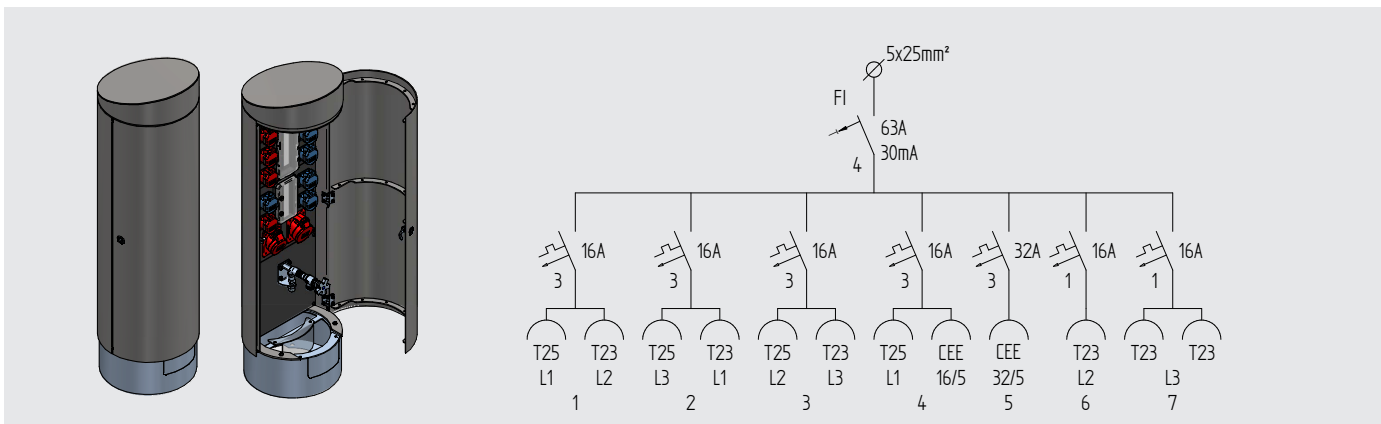 5x25mm²
FI
63A
30mA
4
16A 16A 16A 16A 32A 16A 16A
3 3 3 3 3 1 1
T25 T23 T25 T23 T25 T23 T25 CEE CEE T23 T23 T23
L1 L2 L3 L1 L2 L3 L1 16/5 32/5 L2 L3
1 2 3 4 5 6 7